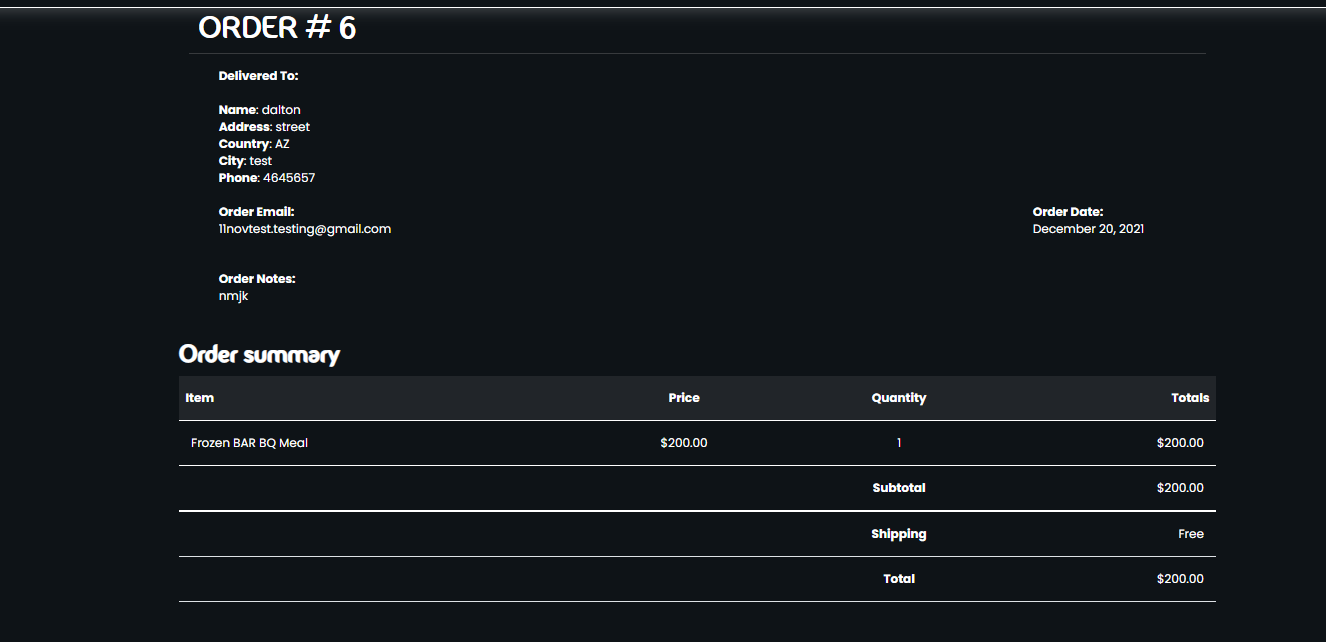 ORDER # 6
Delivered To:
Name: dalton
Address: street
Country: AZ
City: test
Phone: 4645657
Order Email:
11novtest.testing@gmail.com
Order Date:
December 20, 2021
Order Notes:
nmjk
Order summary
Item Price Quantity Totals
Frozen BAR BQ Meal $200.00 1 $200.00
Subtotal $200.00
Shipping Free
Total $200.00